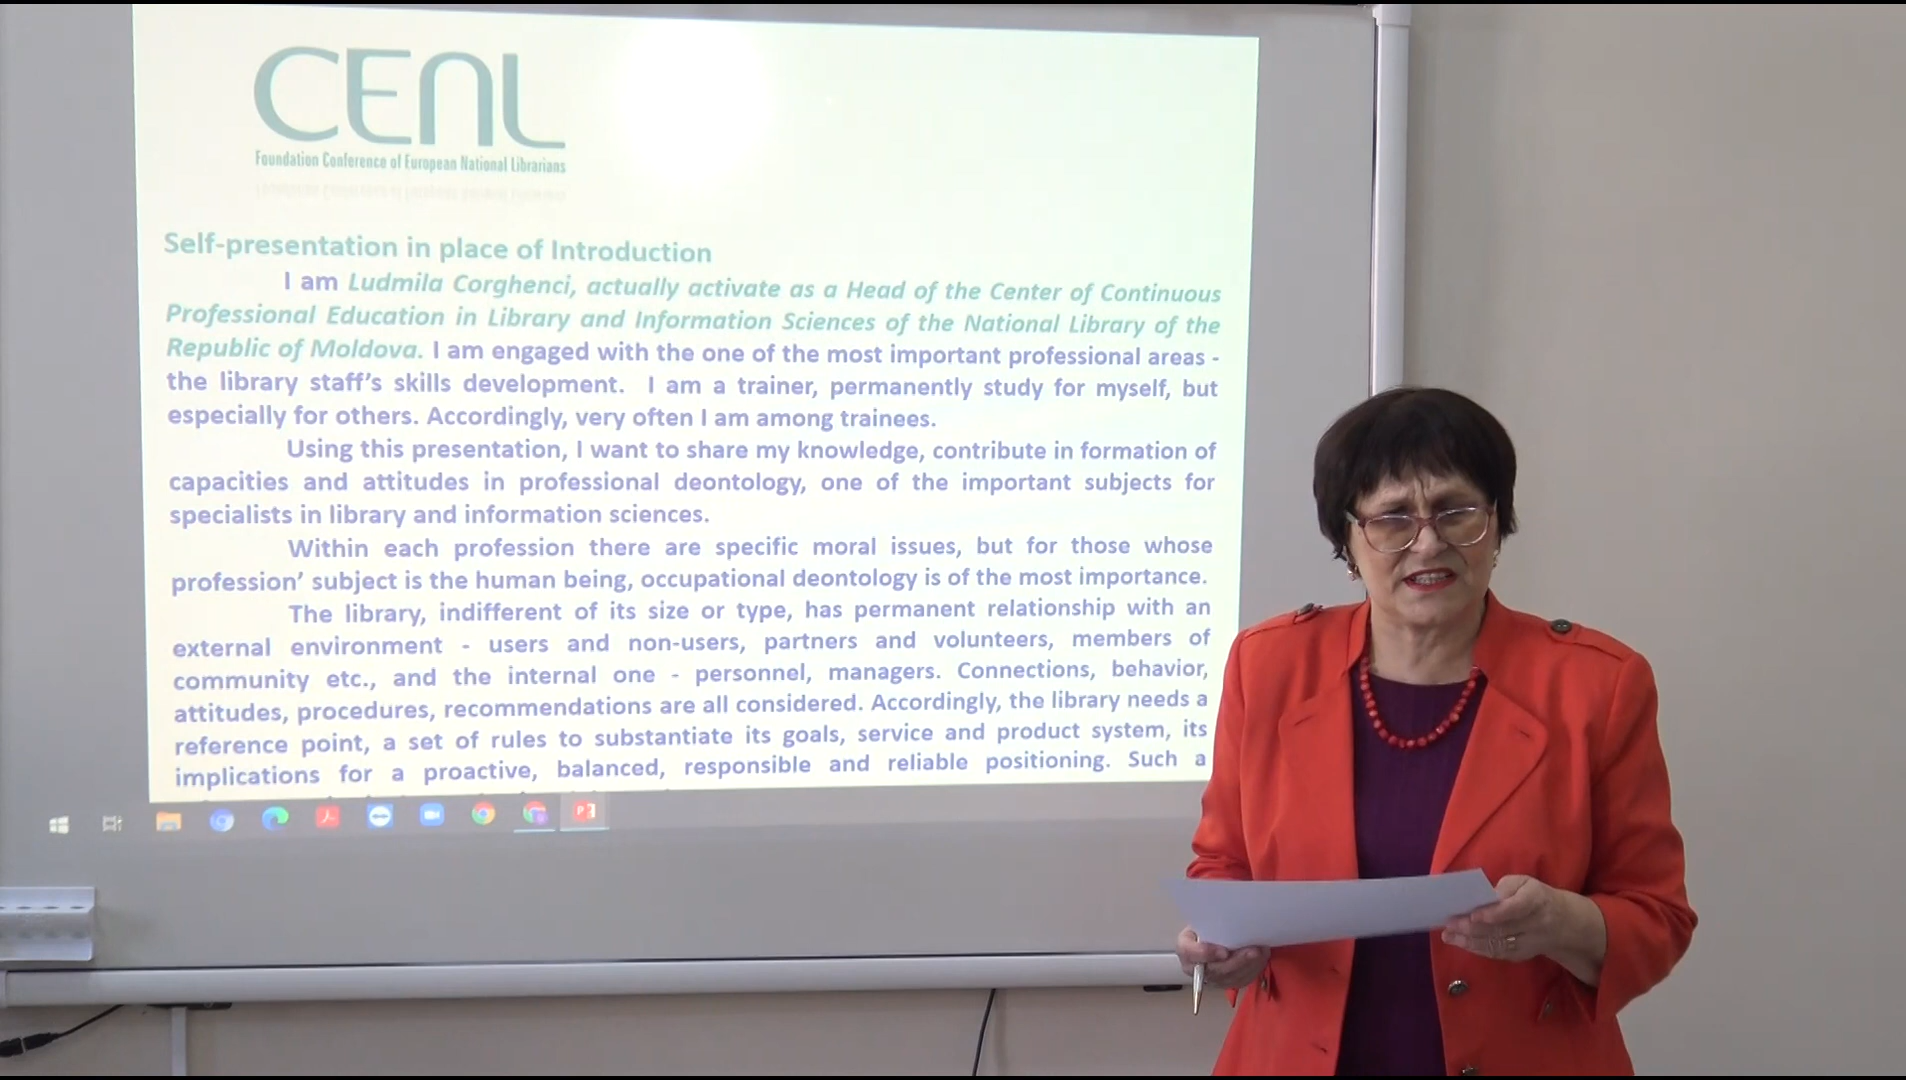 CENL
Foundation Conference of European National Librarians
Self-presentation in place of Introduction
I am Ludmila Corghenci, actually activate as a Head of the Center of Continuous
Professional Education in Library and Information Sciences of the National Library of the
Republic of Moldova. I am engaged with the one of the most important professional areas -
the library staff's skills development. I am a trainer, permanently study for myself, but
especially for others. Accordingly, very often I am among trainees.
Using this presentation, I want to share my knowledge, contribute in formation of
capacities and attitudes in professional deontology, one of the important subjects for
specialists in library and information sciences.
Within each profession there are specific moral issues, but for those whose
profession' subject is the human being, occupational deontology is of the most importance.
The library, indifferent of its size or type, has permanent relationship with an
external environment - users and non-users, partners and volunteers, members of
community etc., and the internal one - personnel, managers. Connections, behavior,
attitudes, procedures, recommendations are all considered. Accordingly, the library needs a
reference point, a set of rules to substantiate its goals, service and product system, its
implications for a proactive, balanced, responsible and reliable positioning. Such a